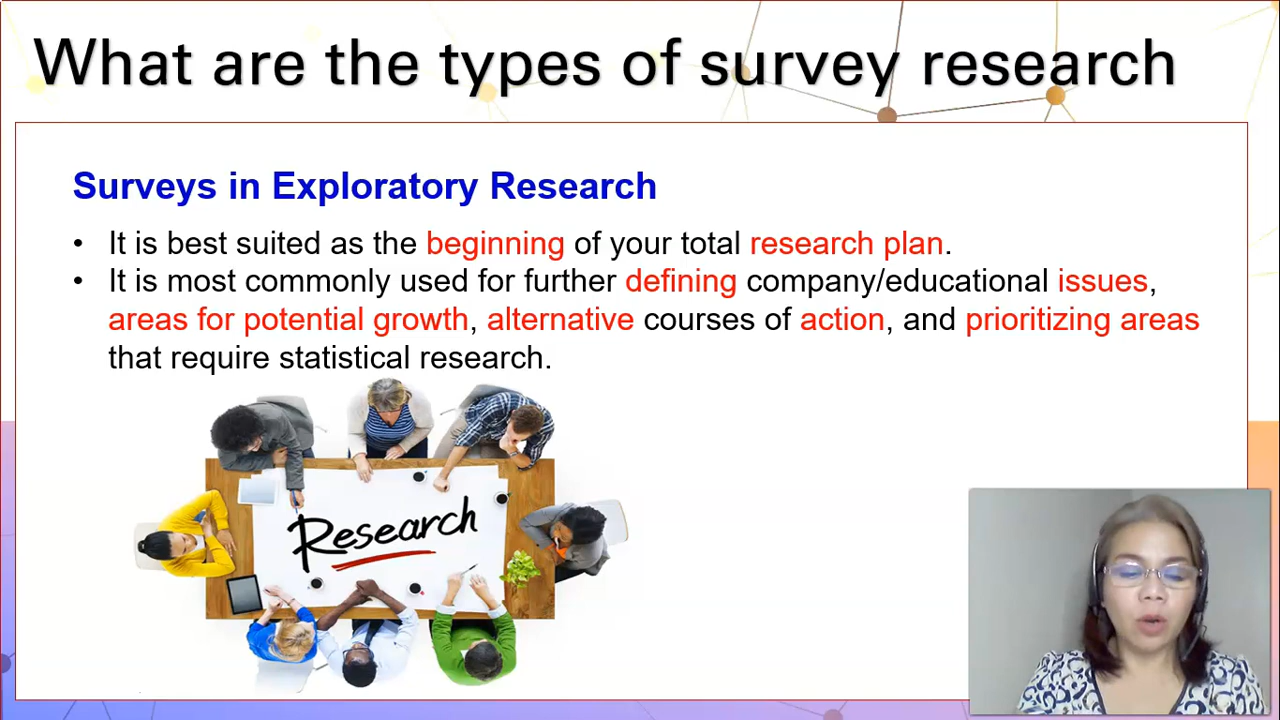 What are the types of survey research
Surveys in Exploratory Research
• It is best suited as the beginning of your total research plan.
• It is most commonly used for further defining company/educational issues,
areas for potential growth, alternative courses of action, and prioritizing areas
that require statistical research.
Research